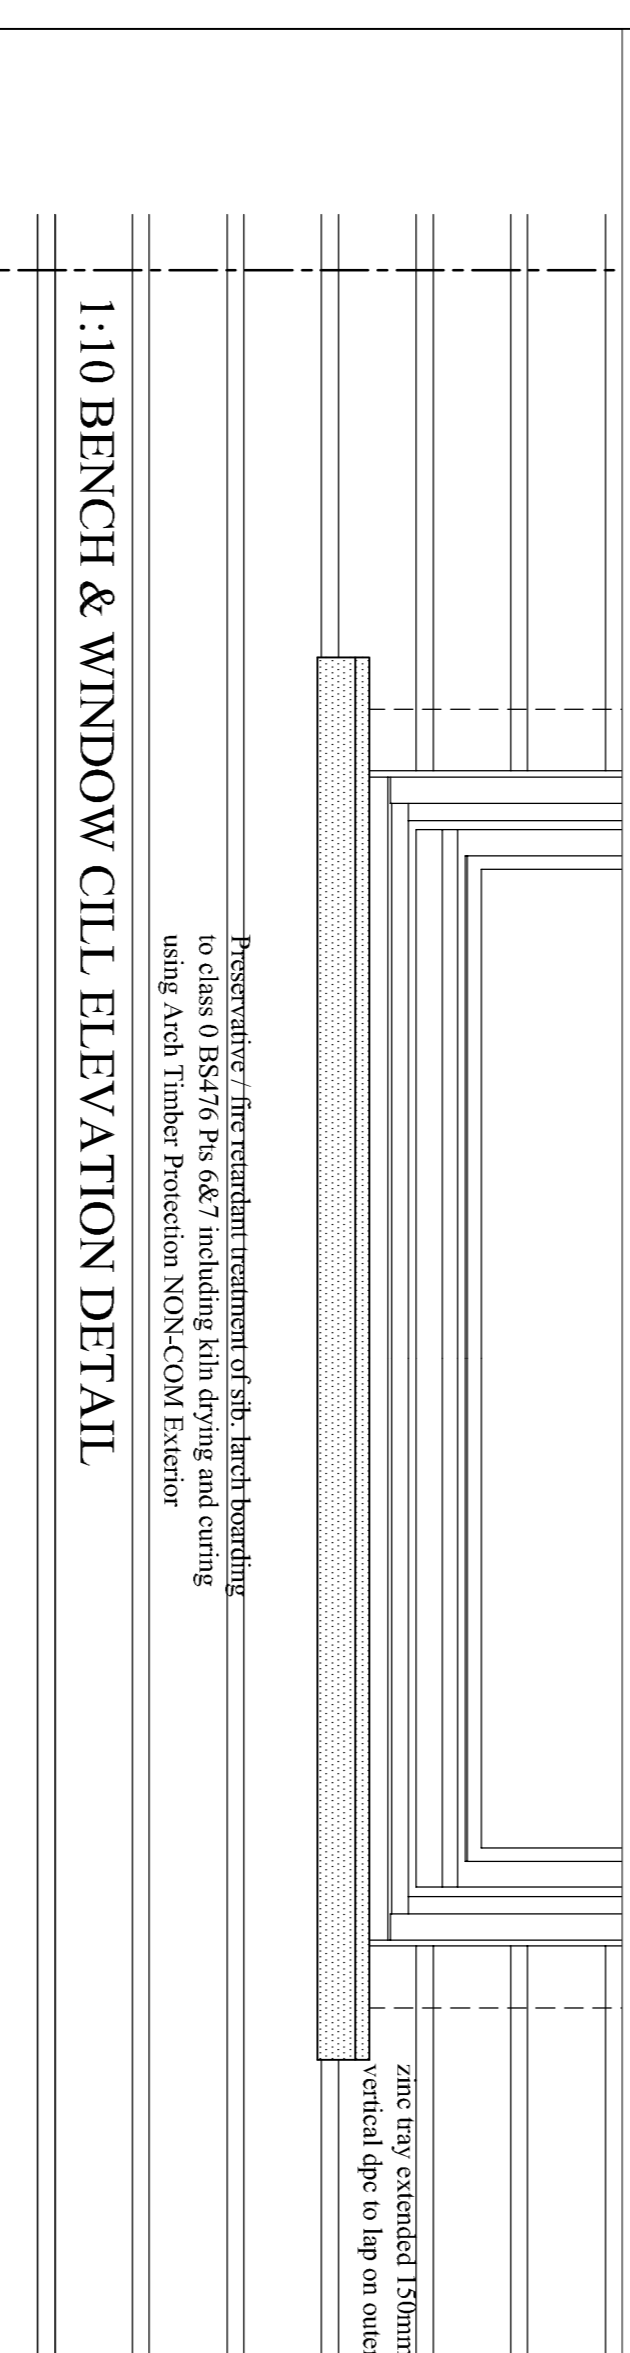 zinc tray extended 150mm
vertical dpc to lap on outer
Preservative / fire retardant treatment of sib. larch boarding
to class 0 BS476 Pts 6&7 including kiln drying and curing
using Arch Timber Protection NON-COM Exterior
1:10 BENCH & WINDOW CILL ELEVATION DETAIL